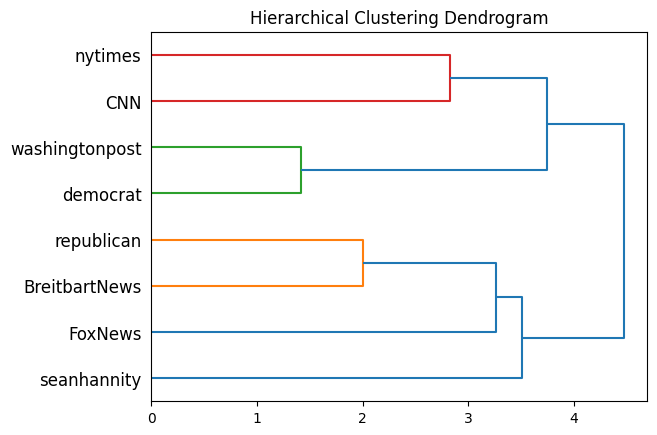 Hierarchical Clustering Dendrogram
nytimes
CNN
washingtonpost
democrat
republican
BreitbartNews
FoxNews
seanhannity
0 1 2 3 4